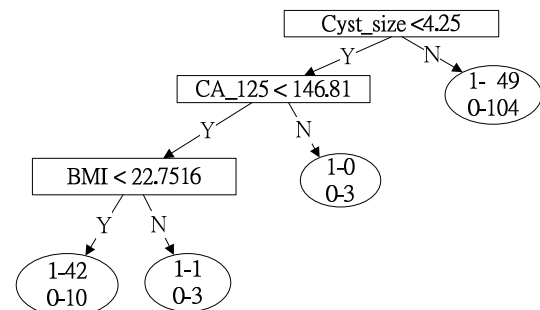 Cyst_size <4.25
Y
N
CA_125 < 146.81
1- 49
0-104
Y
N
BMI < 22.7516
1-0
0-3
Y
N
1-42
0-10
1-1
0-3